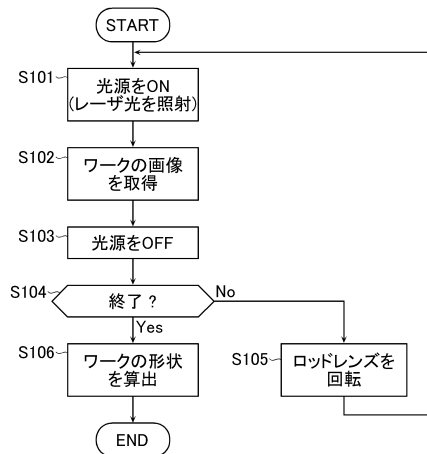 START
S101
光源をON
(レーザ光を照射)
S102
ワークの画像
を取得
S103
光源をOFF
S104
終了?
No
Yes
S106
ワークの形状
を算出
S105
ロッドレンズを
回転
END